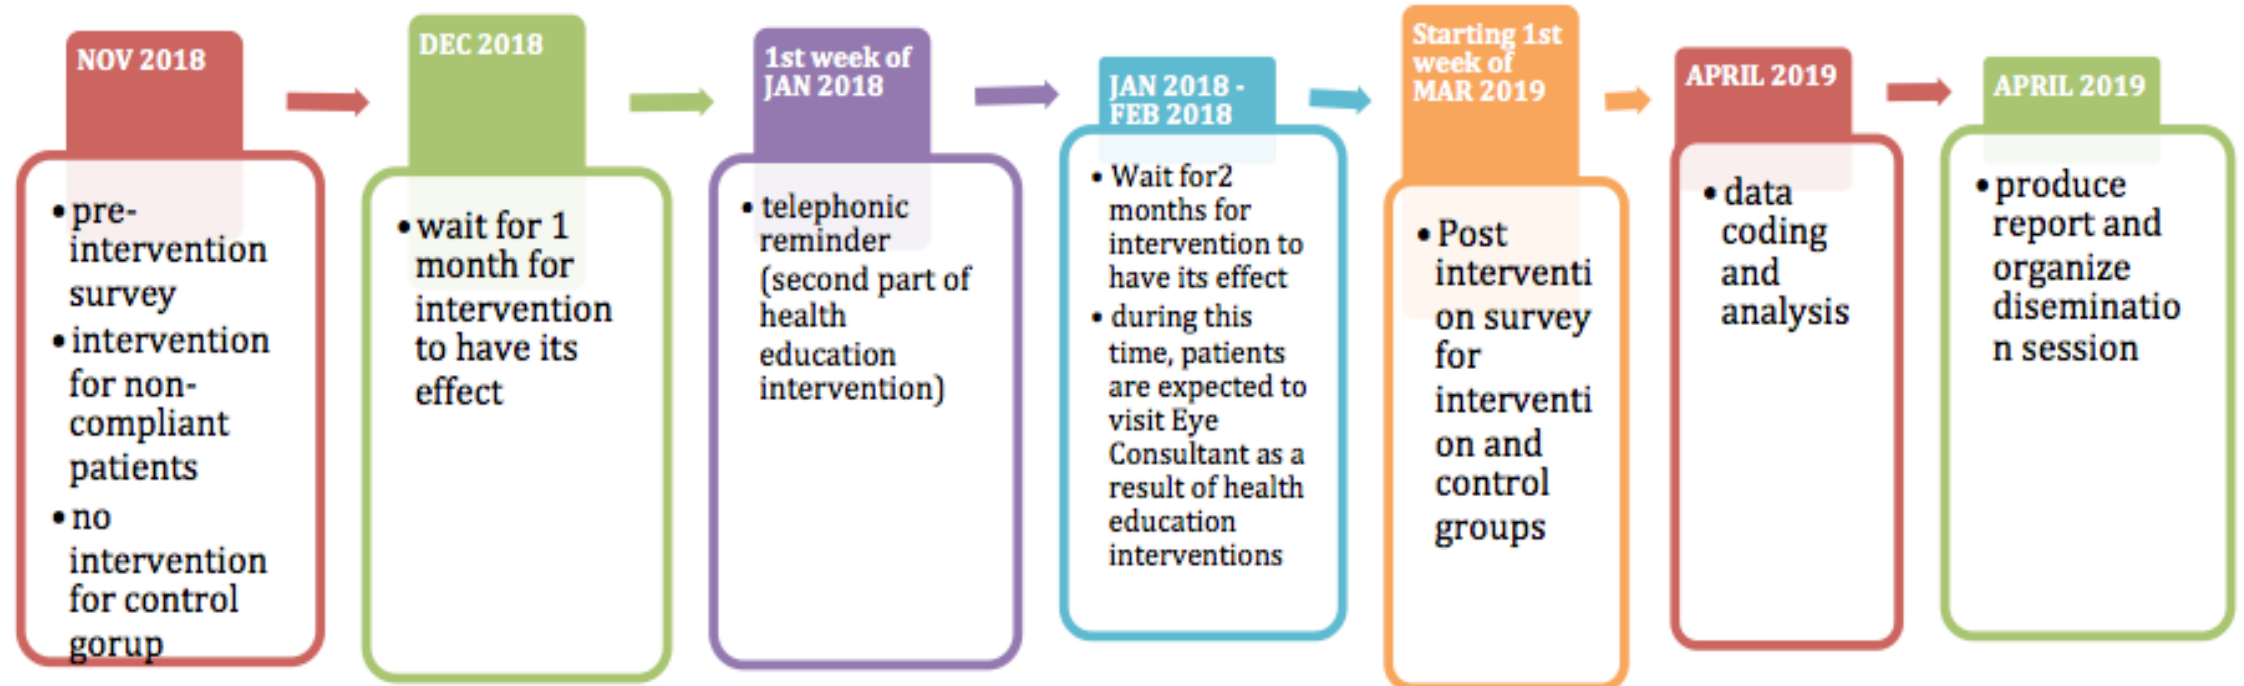 NOV 2018
• pre-
intervention
survey
• intervention
for non-
compliant
patients
• no
intervention
for control
gorup
DEC 2018
• wait for 1
month for
intervention
to have its
effect
1st week of
JAN 2018
• telephonic
reminder
(second part of
health
education
intervention)
JAN 2018 -
FEB 2018
• Wait for2
months for
intervention to
have its effect
• during this
time, patients
are expected to
visit Eye
Consultant as a
result of health
education
interventions
Starting 1st
week of
MAR 2019
• Post
interventi
on survey
for
interventi
on and
control
groups
APRIL 2019
• data
coding
and
analysis
APRIL 2019
• produce
report and
organize
diseminatio
n session